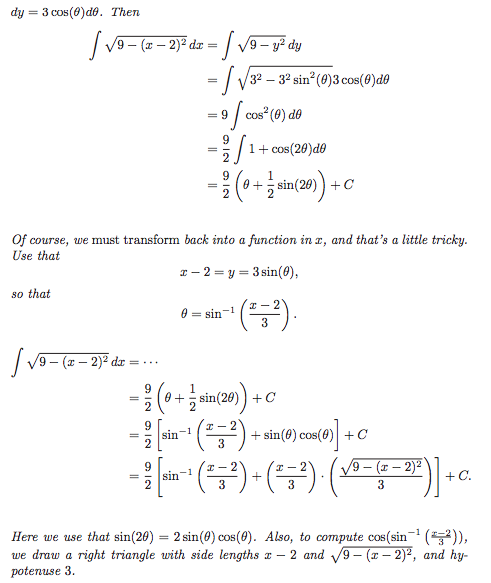 dy = 3 cos(θ)dθ. Then
∫ √(9 − (x − 2)²) dx = ∫ √(9 − y²) dy
= ∫ √(3² − 3² sin²(θ)) 3 cos(θ)dθ
= 9 ∫ cos²(θ) dθ
= 9/2 ∫ 1 + cos(2θ)dθ
= 9/2 (θ + 1/2 sin(2θ)) + C
Of course, we must transform back into a function in x, and that's a little tricky.
Use that
x − 2 = y = 3 sin(θ),
so that
θ = sin⁻¹ ((x − 2)/3).
∫ √(9 − (x − 2)²) dx = ⋯
= 9/2 (θ + 1/2 sin(2θ)) + C
= 9/2 [sin⁻¹ ((x − 2)/3) + sin(θ) cos(θ)] + C
= 9/2 [sin⁻¹ ((x − 2)/3) + ((x − 2)/3) · (√(9 − (x − 2)²)/3)] + C.
Here we use that sin(2θ) = 2 sin(θ) cos(θ). Also, to compute cos(sin⁻¹ ((x−2)/3)),
we draw a right triangle with side lengths x − 2 and √(9 − (x − 2)²), and hy-
potenuse 3.